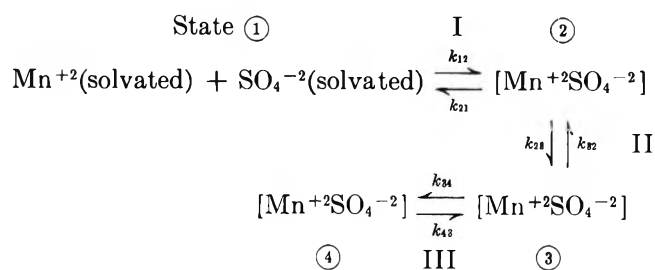 State ① I ②
k₁₂
Mn⁺²(solvated) + SO₄⁻²(solvated) ⇌ [Mn⁺²SO₄⁻²]
k₂₁
k₂₃ k₃₂ II
k₃₄
[Mn⁺²SO₄⁻²] ⇌ [Mn⁺²SO₄⁻²]
k₄₃
④ III ③